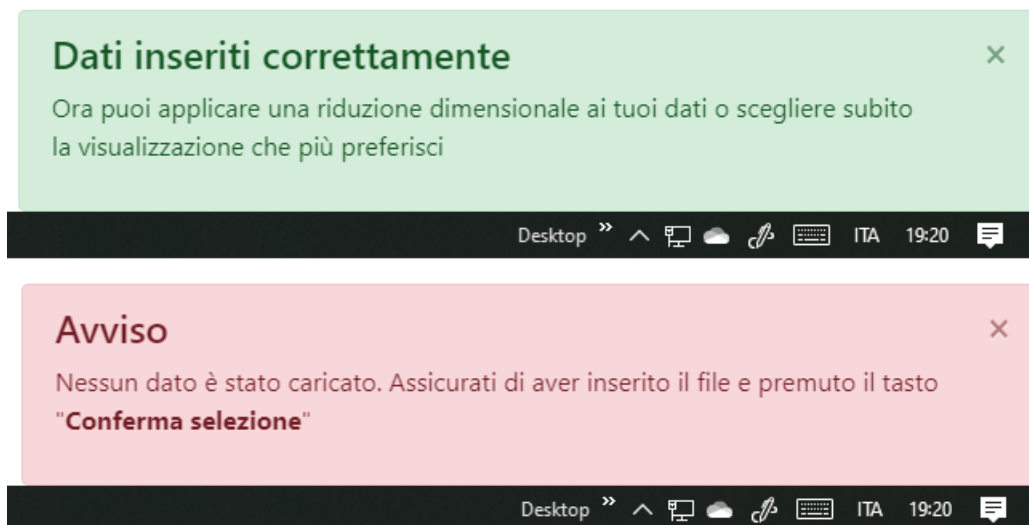 Dati inseriti correttamente
×
Ora puoi applicare una riduzione dimensionale ai tuoi dati o scegliere subito
la visualizzazione che più preferisci
Desktop » ITA 19:20
Avviso
×
Nessun dato è stato caricato. Assicurati di aver inserito il file e premuto il tasto
"Conferma selezione"
Desktop » ITA 19:20